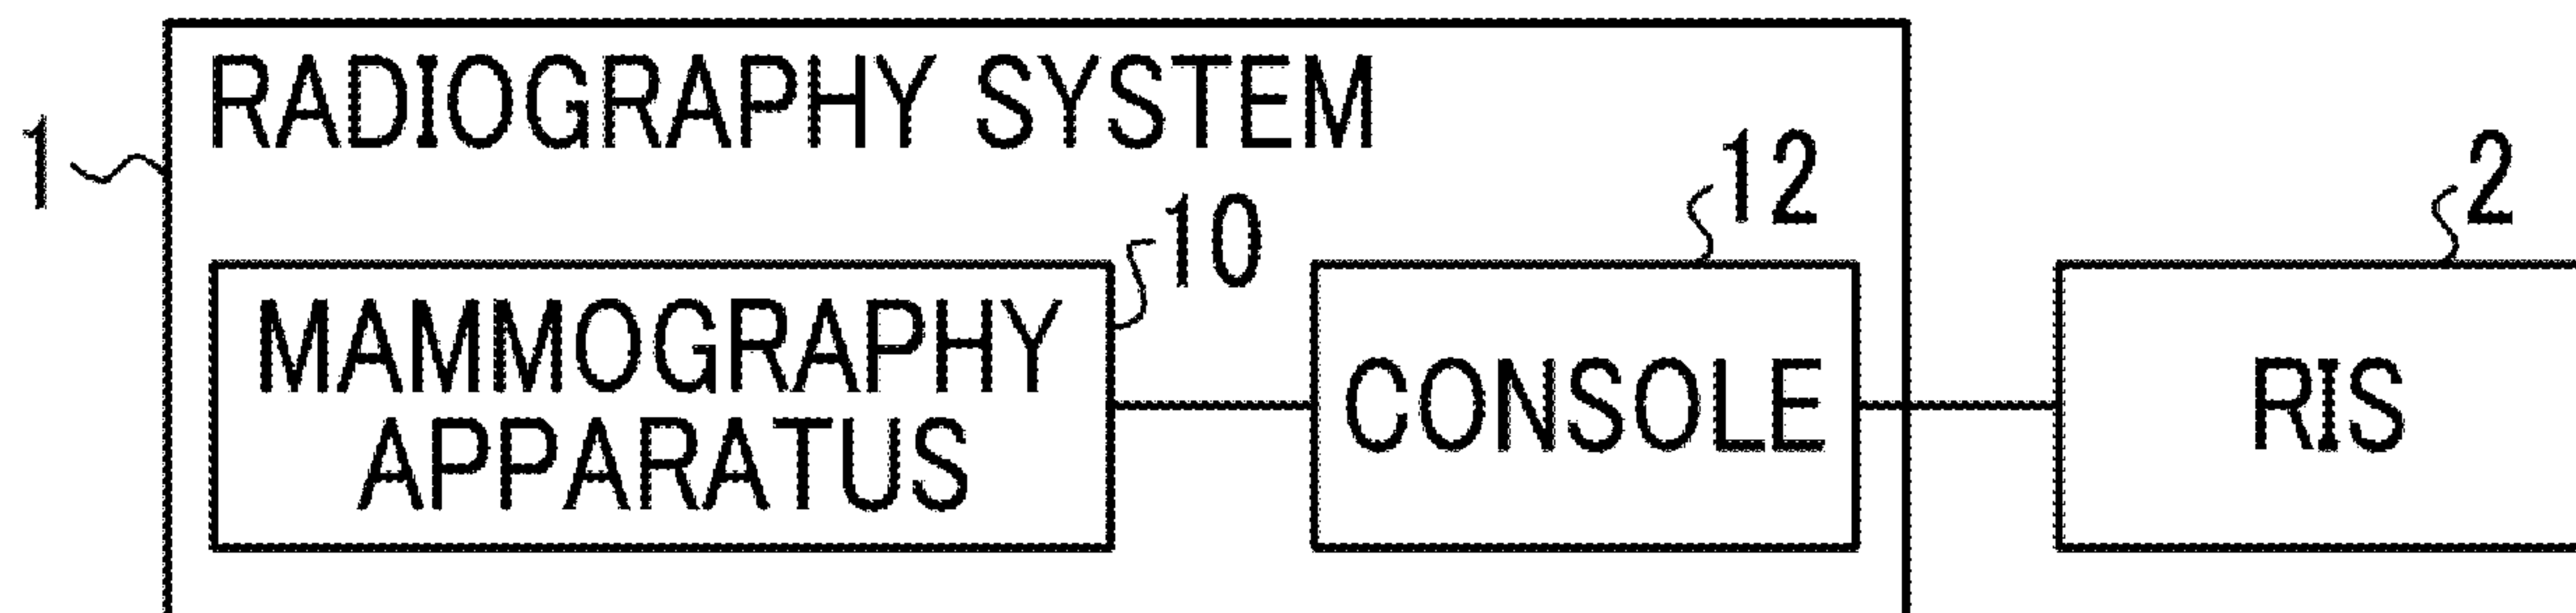 RADIOGRAPHY SYSTEM
1
12
2
10
MAMMOGRAPHY
APPARATUS
CONSOLE
RIS